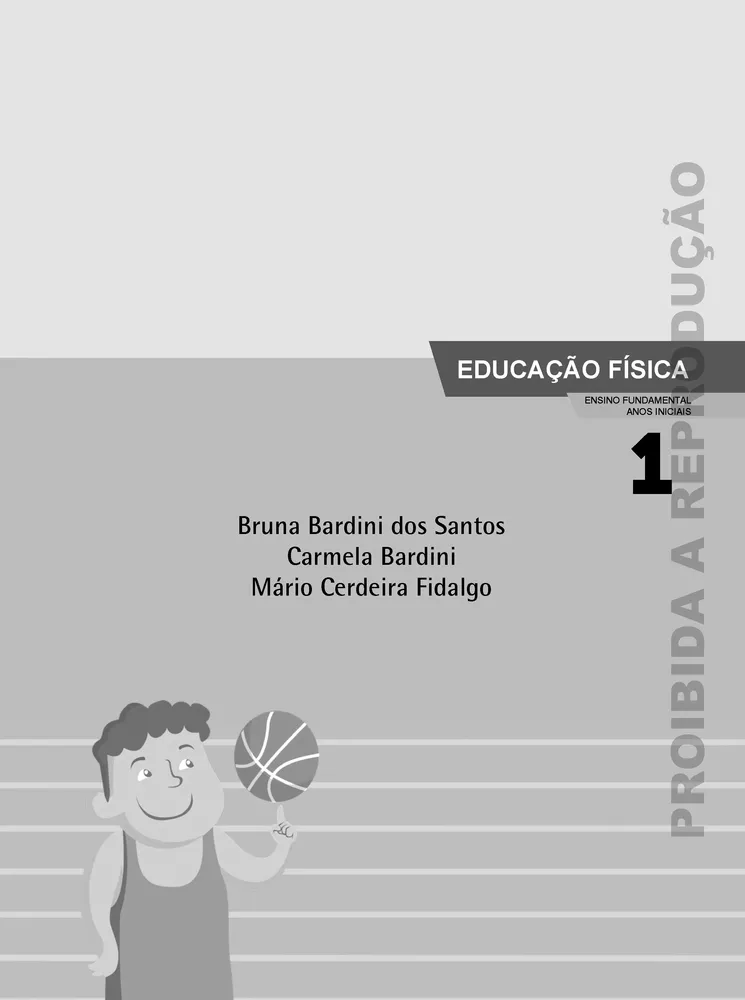 EDUCAÇÃO FÍSICA
ENSINO FUNDAMENTAL
ANOS INICIAIS
1
Bruna Bardini dos Santos
Carmela Bardini
Mário Cerdeira Fidalgo
PROIBIDA A REPRODUÇÃO